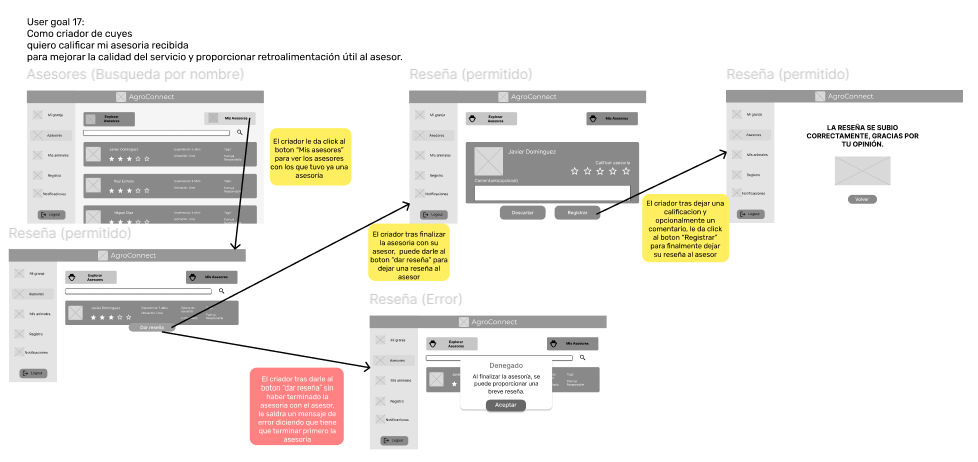 User goal 17:
Como criador de cuyes
quiero calificar mi asesoria recibida
para mejorar la calidad del servicio y proporcionar retroalimentación útil al asesor.
Asesores (Busqueda por nombre)
AgroConnect
Mi granja
Asesores
Mis animales
Registro
Notificaciones
Logout
Explorar
Asesores
Mis Asesores
Javier Dominguez
Miguel Diaz
El criador le da click al
boton "Mis asesores"
para ver los asesores
con los que tuvo ya una
asesoria
Reseña (permitido)
AgroConnect
Mi granja
Asesores
Mis animales
Registro
Notificaciones
Logout
Explorar
Asesores
Mis Asesores
Javier Dominguez
Calificar asesoría
Comentario(opcional)
Descartar
Registrar
El criador tras finalizar
la asesoria con su
asesor, puede darle al
boton "dar reseña" para
dejar una reseña al
asesor
El criador tras dejar una
calificacion y
opcionalmente un
comentario, le da click
al boton "Registrar"
para finalmente dejar
su reseña al asesor
Reseña (permitido)
AgroConnect
Mi granja
Asesores
Mis animales
Registro
Notificaciones
Logout
LA RESEÑA SE SUBIO
CORRECTAMENTE, GRACIAS POR
TU OPINIÓN.
Volver
Reseña (permitido)
AgroConnect
Mi granja
Asesores
Mis animales
Registro
Notificaciones
Logout
Explorar
Asesores
Mis Asesores
Javier Dominguez
Dar reseña
El criador tras darle al
boton "dar reseña" sin
haber terminado la
asesoria con el asesor,
le saldra un mensaje de
error diciendo que tiene
que terminar primero la
asesoría
Reseña (Error)
AgroConnect
Mi granja
Asesores
Mis animales
Registro
Notificaciones
Logout
Explorar
Asesores
Mis Asesores
Denegado
Al finalizar la asesoría, se
puede proporcionar una
breve reseña.
Aceptar